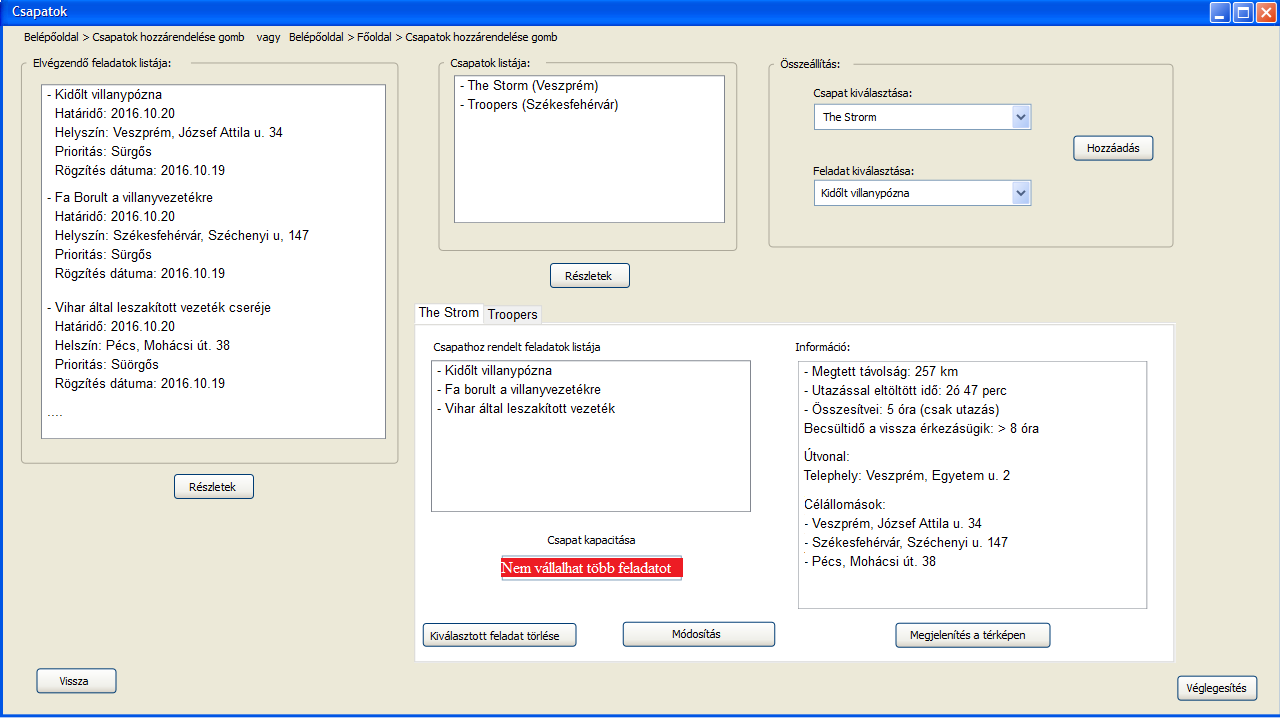 Csapatok
Belépőoldal > Csapatok hozzárendelése gomb vagy Belépőoldal > Főoldal > Csapatok hozzárendelése gomb
Elvégzendő feladatok listája:
- Kidőlt villanypózna
Határidő: 2016.10.20
Helyszín: Veszprém, József Attila u. 34
Prioritás: Sürgős
Rögzítés dátuma: 2016.10.19
- Fa Borult a villanyvezetékre
Határidő: 2016.10.20
Helyszín: Székesfehérvár, Széchenyi u, 147
Prioritás: Sürgős
Rögzítés dátuma: 2016.10.19
- Vihar által leszakított vezeték cseréje
Határidő: 2016.10.20
Helszín: Pécs, Mohácsi út. 38
Prioritás: Süörgős
Rögzítés dátuma: 2016.10.19
....
Részletek
Csapatok listája:
- The Storm (Veszprém)
- Troopers (Székesfehérvár)
Részletek
Összeállítás:
Csapat kiválasztása:
The Strorm
Hozzáadás
Feladat kiválasztása:
Kidőlt villanypózna
The Strom Troopers
Csapathoz rendelt feladatok listája
- Kidőlt villanypózna
- Fa borult a villanyvezetékre
- Vihar által leszakított vezeték
Csapat kapacitása
Nem vállalhat több feladatot
Információ:
- Megtett távolság: 257 km
- Utazással eltöltött idő: 2ó 47 perc
- Összesítvei: 5 óra (csak utazás)
Becsültidő a vissza érkezésügik: > 8 óra
Útvonal:
Telephely: Veszprém, Egyetem u. 2
Célállomások:
- Veszprém, József Attila u. 34
- Székesfehérvár, Széchenyi u. 147
- Pécs, Mohácsi út. 38
Kiválasztott feladat törlése
Módosítás
Megjelenítés a térképen
Vissza
Véglegesítés